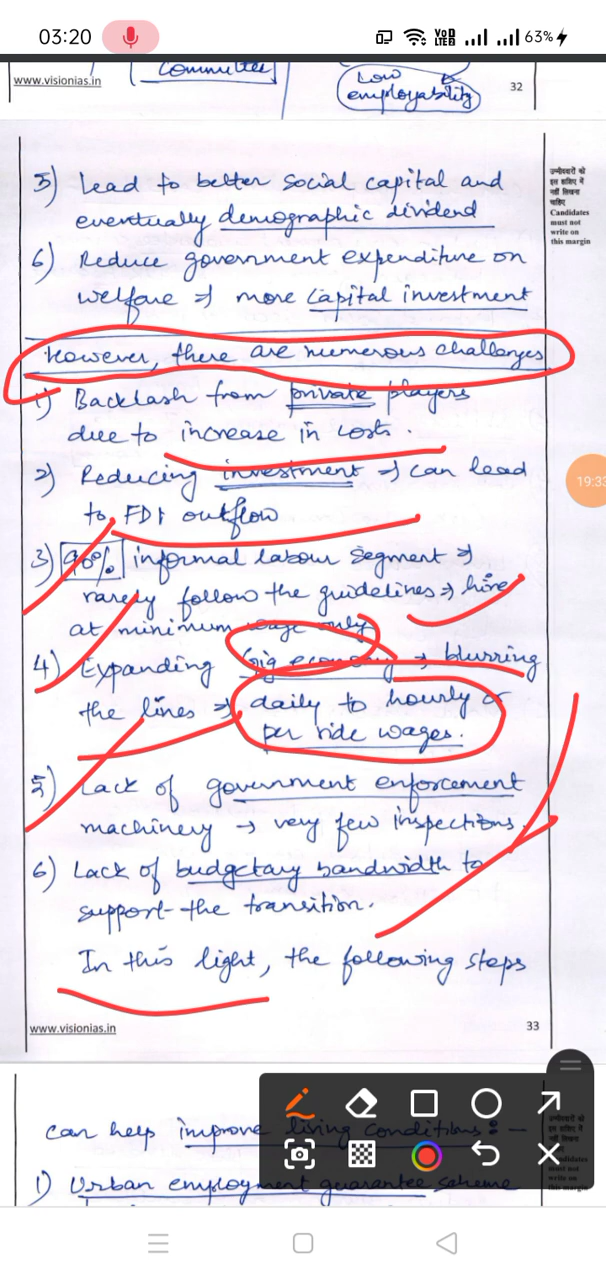 03:20
VoD LTE2 63%
Committee
Low
employability
www.visionias.in
32
5) Lead to better social capital and
eventually demographic dividend
6) Reduce government expenditure on
welfare → more capital investment
However, there are numerous challenges
1) Backlash from private players
due to increase in costs.
2) Reducing investment → can lead
to FDI outflow
3) 90% informal labour segment →
rarely follow the guidelines → hire
at minimum wage only
4) Expanding Gig economy → blurring
the lines → daily to hourly or
per ride wages.
5) Lack of government enforcement
machinery → very few inspections.
6) Lack of budgetary bandwidth to
support the transition.
In this light, the following steps
उम्मीदवारों को
इस हाशिए में
नहीं लिखना
चाहिए
Candidates
must not
write on
this margin
19:33
www.visionias.in
33
can help improve living conditions: –
1) Urban employment guarantee scheme